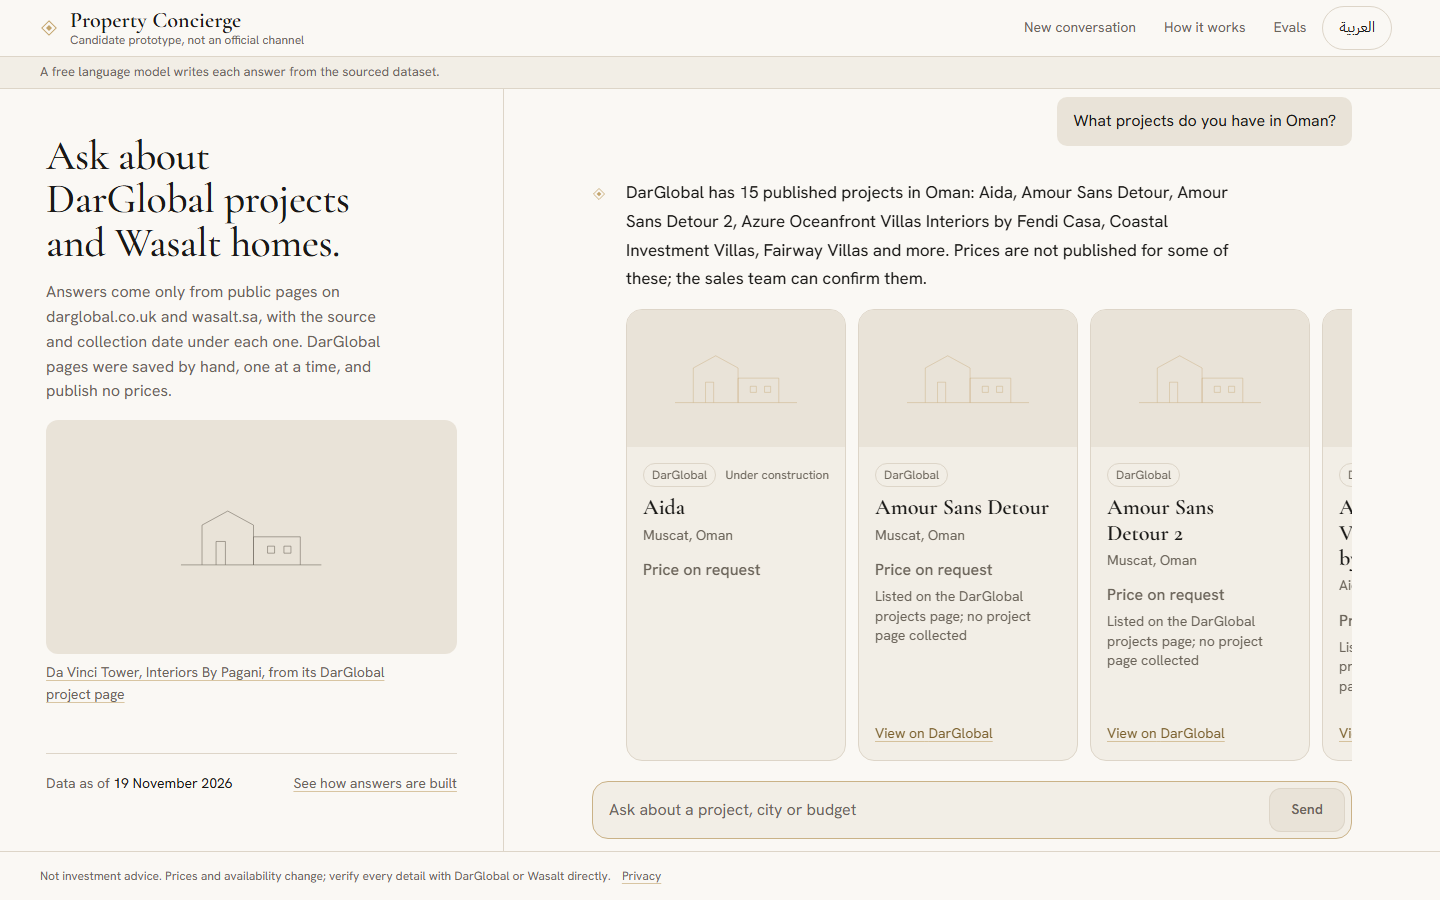 Property Concierge
Candidate prototype, not an official channel
New conversation
How it works
Evals
العربية
A free language model writes each answer from the sourced dataset.
Ask about
DarGlobal projects
and Wasalt homes.
Answers come only from public pages on
darglobal.co.uk and wasalt.sa, with the source
and collection date under each one. DarGlobal
pages were saved by hand, one at a time, and
publish no prices.
Da Vinci Tower, Interiors By Pagani, from its DarGlobal
project page
Data as of 19 November 2026
See how answers are built
What projects do you have in Oman?
DarGlobal has 15 published projects in Oman: Aida, Amour Sans Detour, Amour
Sans Detour 2, Azure Oceanfront Villas Interiors by Fendi Casa, Coastal
Investment Villas, Fairway Villas and more. Prices are not published for some of
these; the sales team can confirm them.
DarGlobal
Under construction
Aida
Muscat, Oman
Price on request
DarGlobal
Amour Sans Detour
Muscat, Oman
Price on request
Listed on the DarGlobal
projects page; no project
page collected
View on DarGlobal
DarGlobal
Amour Sans
Detour 2
Muscat, Oman
Price on request
Listed on the DarGlobal
projects page; no project
page collected
View on DarGlobal
Ask about a project, city or budget
Send
Not investment advice. Prices and availability change; verify every detail with DarGlobal or Wasalt directly.
Privacy